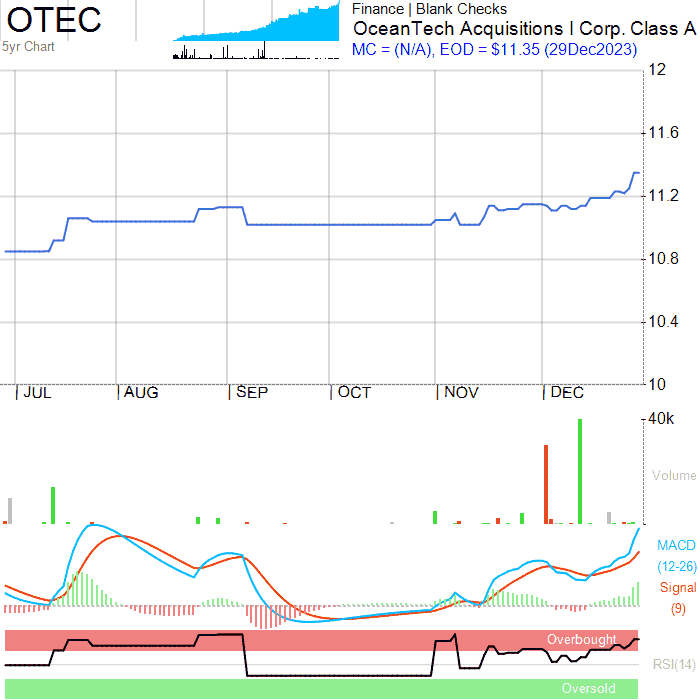 OTEC
5yr Chart
Finance | Blank Checks
OceanTech Acquisitions I Corp. Class A
MC = (N/A), EOD = $11.35 (29Dec2023)
12
11.6
11.2
10.8
10.4
10
| JUL | AUG | SEP | OCT | NOV | DEC
40k
Volume
MACD
(12-26)
Signal
(9)
Overbought
RSI(14)
Oversold